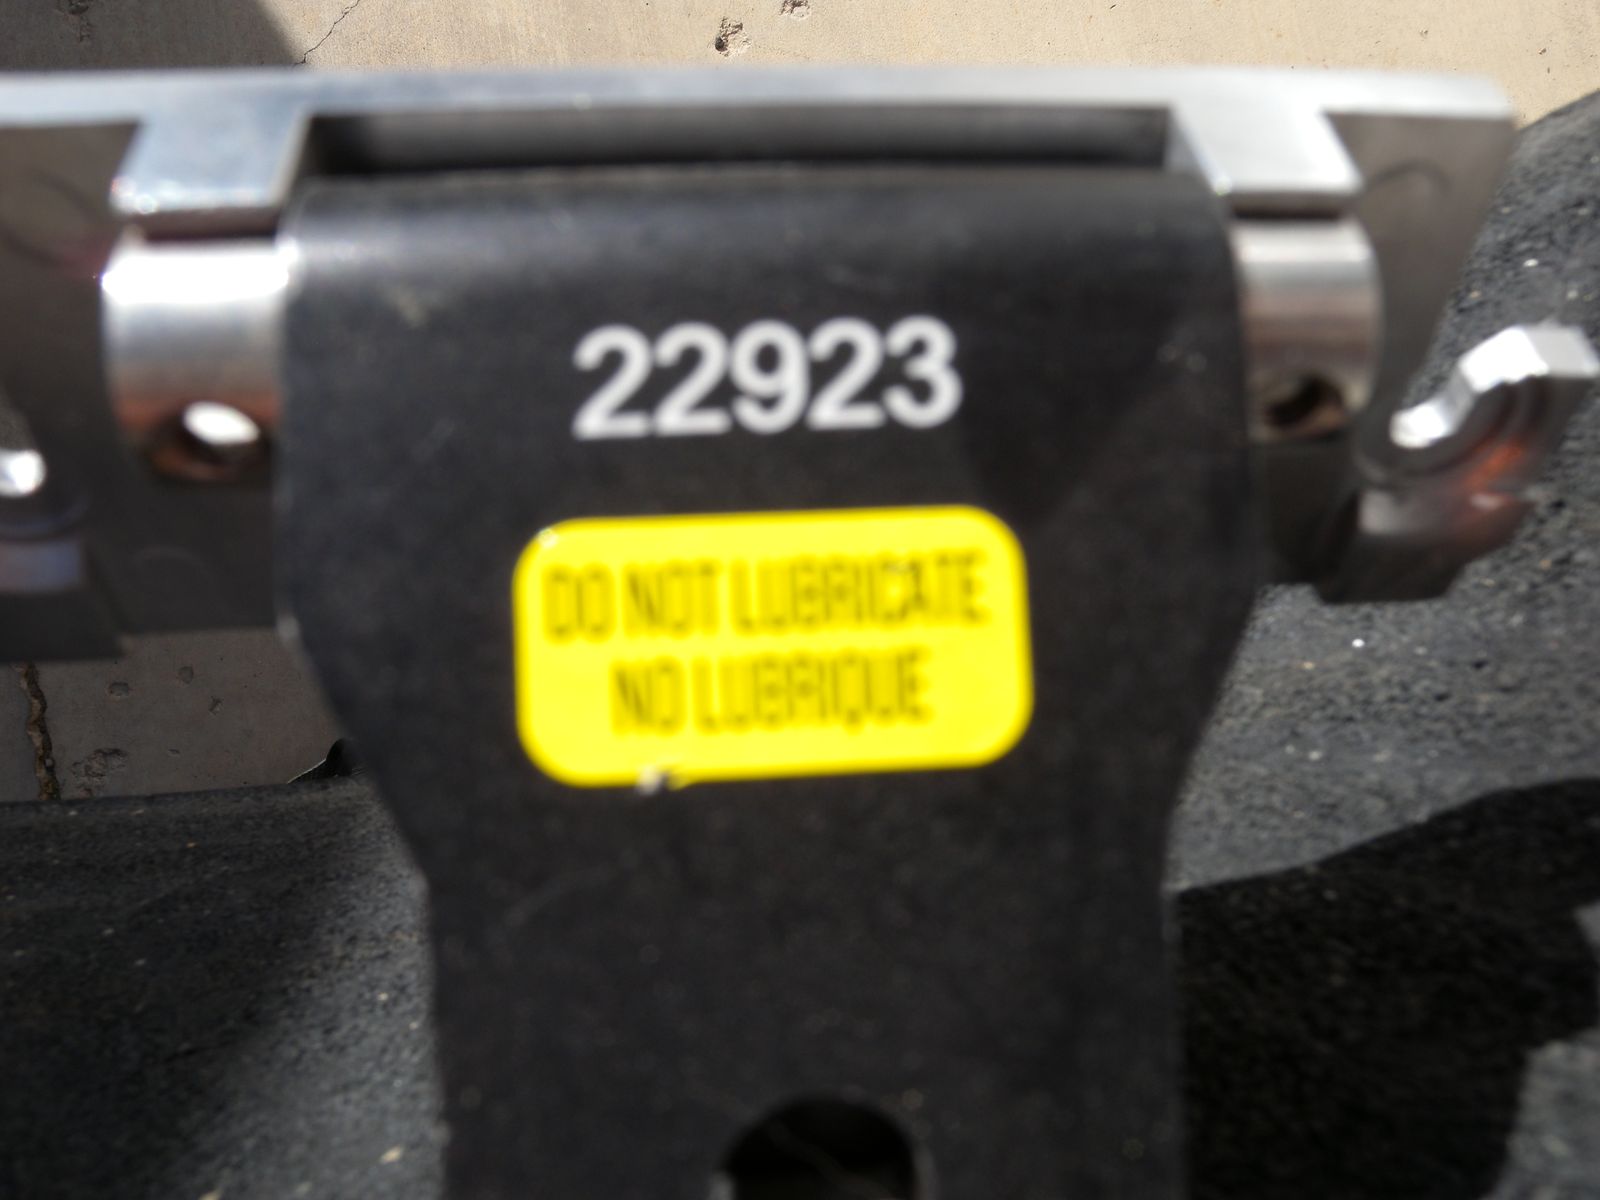 22923
DO NOT LUBRICATE
NO LUBRIQUE